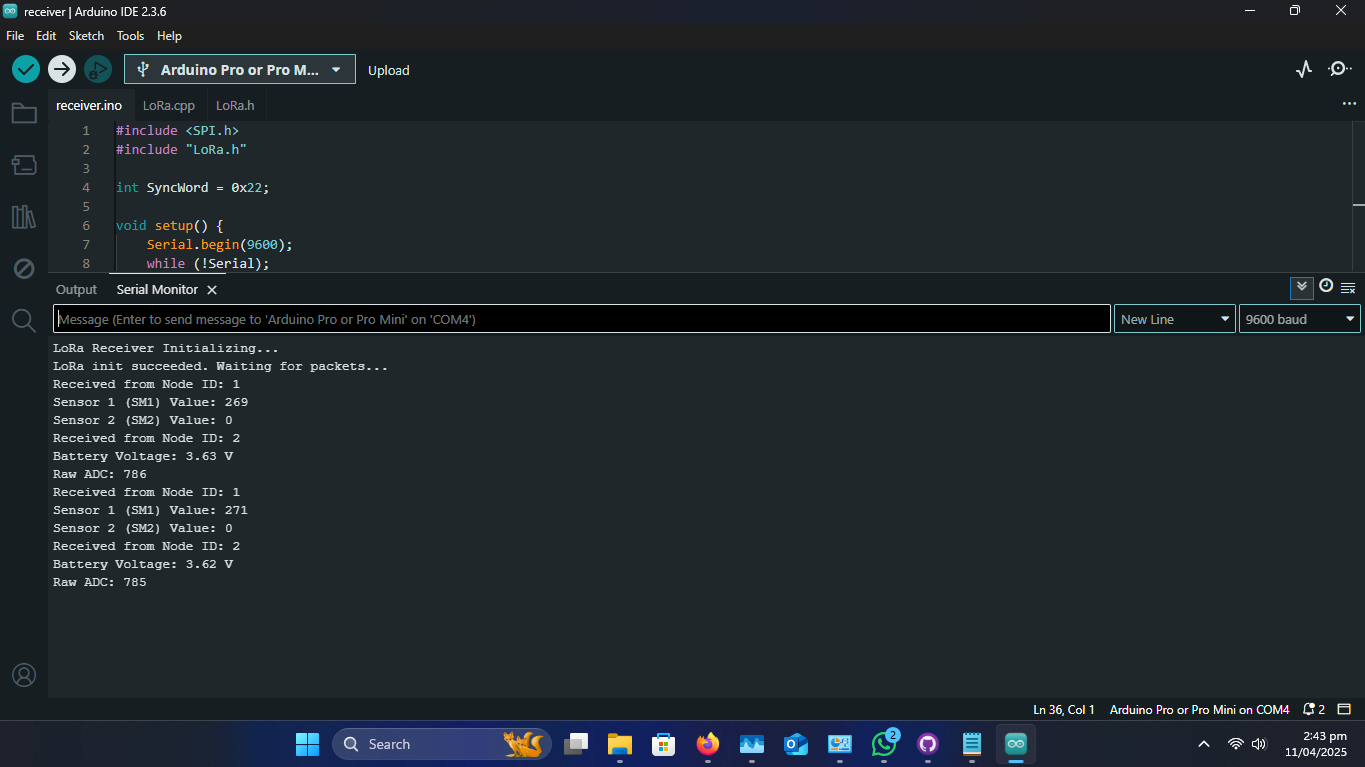 receiver | Arduino IDE 2.3.6
File Edit Sketch Tools Help
Arduino Pro or Pro M... Upload
receiver.ino LoRa.cpp LoRa.h
1 #include <SPI.h>
2 #include "LoRa.h"
3
4 int SyncWord = 0x22;
5
6 void setup() {
7 Serial.begin(9600);
8 while (!Serial);
Output Serial Monitor
Message (Enter to send message to 'Arduino Pro or Pro Mini' on 'COM4') New Line 9600 baud
LoRa Receiver Initializing...
LoRa init succeeded. Waiting for packets...
Received from Node ID: 1
Sensor 1 (SM1) Value: 269
Sensor 2 (SM2) Value: 0
Received from Node ID: 2
Battery Voltage: 3.63 V
Raw ADC: 786
Received from Node ID: 1
Sensor 1 (SM1) Value: 271
Sensor 2 (SM2) Value: 0
Received from Node ID: 2
Battery Voltage: 3.62 V
Raw ADC: 785
Ln 36, Col 1 Arduino Pro or Pro Mini on COM4 2
Search 2 2:43 pm
11/04/2025